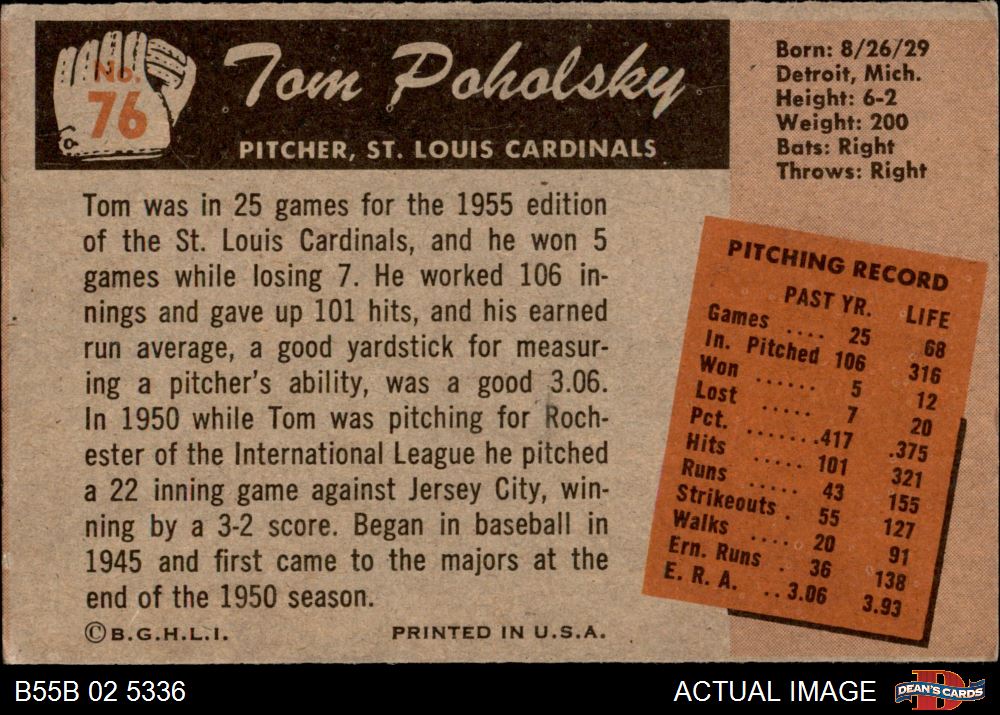 No.
76
Tom Poholsky
PITCHER, ST. LOUIS CARDINALS
Born: 8/26/29
Detroit, Mich.
Height: 6-2
Weight: 200
Bats: Right
Throws: Right
Tom was in 25 games for the 1955 edition
of the St. Louis Cardinals, and he won 5
games while losing 7. He worked 106 in-
nings and gave up 101 hits, and his earned
run average, a good yardstick for measur-
ing a pitcher's ability, was a good 3.06.
In 1950 while Tom was pitching for Roch-
ester of the International League he pitched
a 22 inning game against Jersey City, win-
ning by a 3-2 score. Began in baseball in
1945 and first came to the majors at the
end of the 1950 season.
©B.G.H.L.I. PRINTED IN U.S.A.
PITCHING RECORD
PAST YR. LIFE
Games .... 25 68
In. Pitched 106 316
Won ...... 5 12
Lost ..... 7 20
Pct. .......417 .375
Hits ..... 101 321
Runs ..... 43 155
Strikeouts . 55 127
Walks .... 20 91
Ern. Runs . 36 138
E. R. A. ..3.06 3.93
B55B 02 5336 ACTUAL IMAGE D DEAN'S CARDS